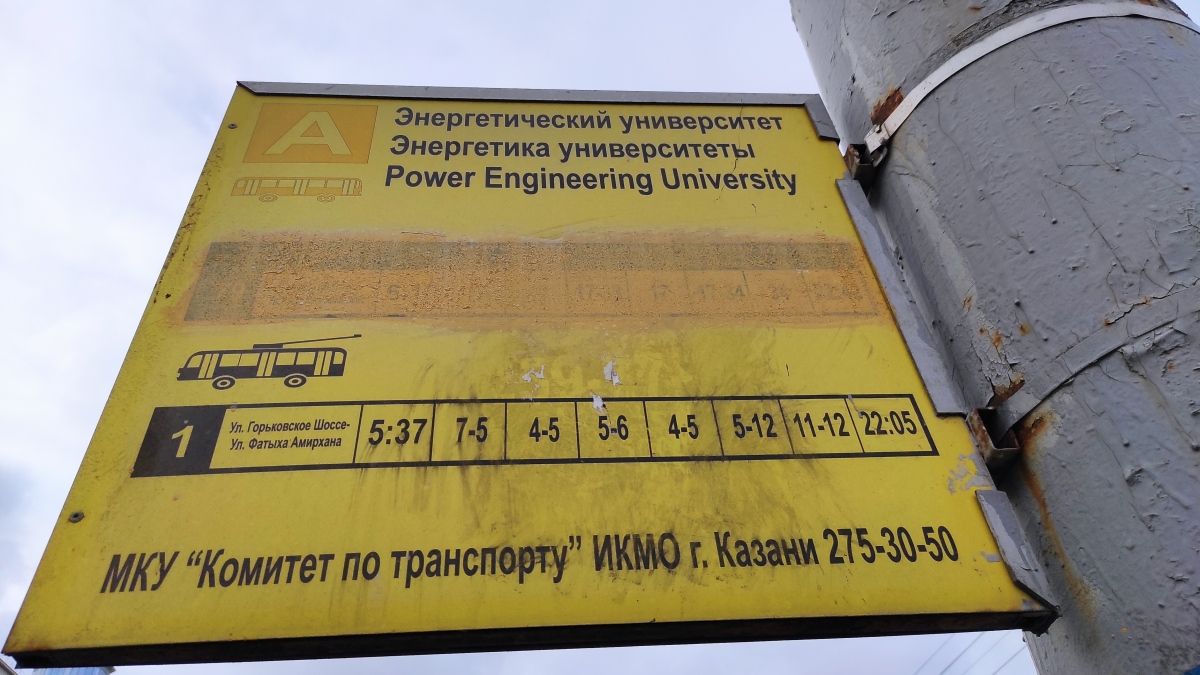 А
Энергетический университет
Энергетика университеты
Power Engineering University
1 Ул. Горьковское Шоссе- 5:37 7-5 4-5 5-6 4-5 5-12 11-12 22:05
Ул. Фатыха Амирхана
МКУ “Комитет по транспорту” ИКМО г. Казани 275-30-50